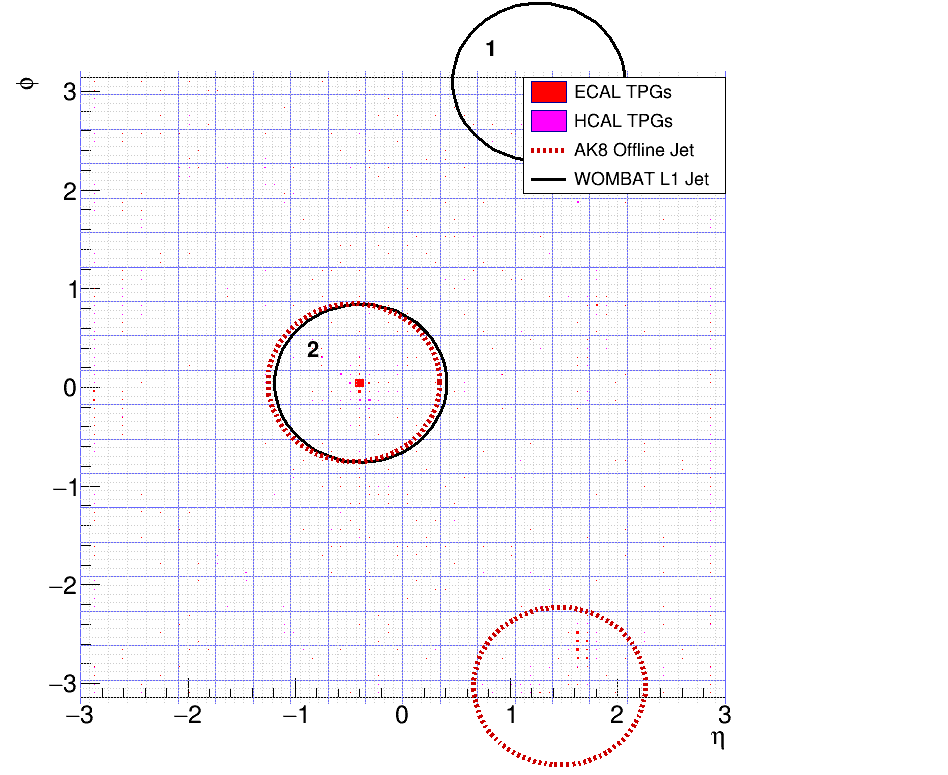 1
ϕ
3
ECAL TPGs
HCAL TPGs
AK8 Offline Jet
WOMBAT L1 Jet
2
1
2
0
−1
−2
−3
−3 −2 −1 0 1 2 3
η